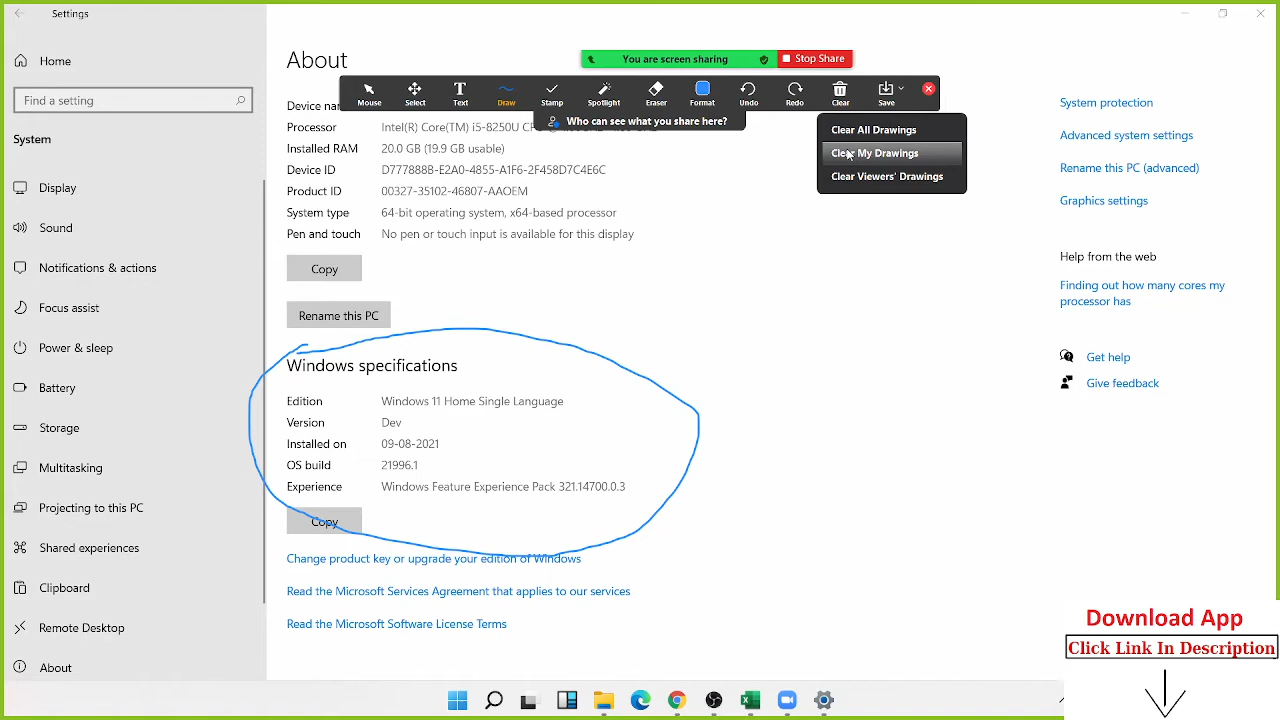 Settings
Home
Find a setting
System
Display
Sound
Notifications & actions
Focus assist
Power & sleep
Battery
Storage
Multitasking
Projecting to this PC
Shared experiences
Clipboard
Remote Desktop
About
You are screen sharing
Stop Share
Mouse
Select
Text
Draw
Stamp
Spotlight
Eraser
Format
Undo
Redo
Clear
Save
Who can see what you share here?
Clear All Drawings
Clear My Drawings
Clear Viewers' Drawings
About
Device
Processor Intel(R) Core(TM) i5-8250U
Installed RAM 20.0 GB (19.9 GB usable)
Device ID D777888B-E2A0-4855-A1F6-2F458D7C4E6C
Product ID 00327-35102-46807-AAOEM
System type 64-bit operating system, x64-based processor
Pen and touch No pen or touch input is available for this display
Copy
Rename this PC
Windows specifications
Edition Windows 11 Home Single Language
Version Dev
Installed on 09-08-2021
OS build 21996.1
Experience Windows Feature Experience Pack 321.14700.0.3
Copy
Change product key or upgrade your edition of Windows
Read the Microsoft Services Agreement that applies to our services
Read the Microsoft Software License Terms
System protection
Advanced system settings
Rename this PC (advanced)
Graphics settings
Help from the web
Finding out how many cores my
processor has
Get help
Give feedback
Download App
Click Link In Description